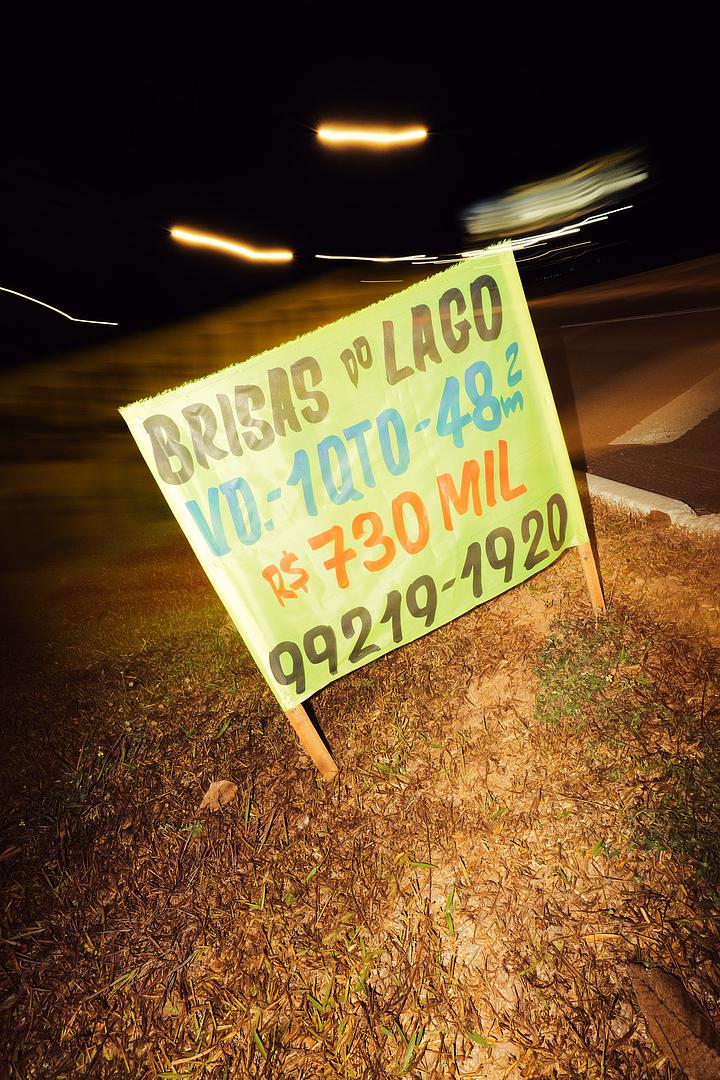 BRISAS DO LAGO
VD.:-1QTO-48m²
R$ 730 MIL
99219-1920